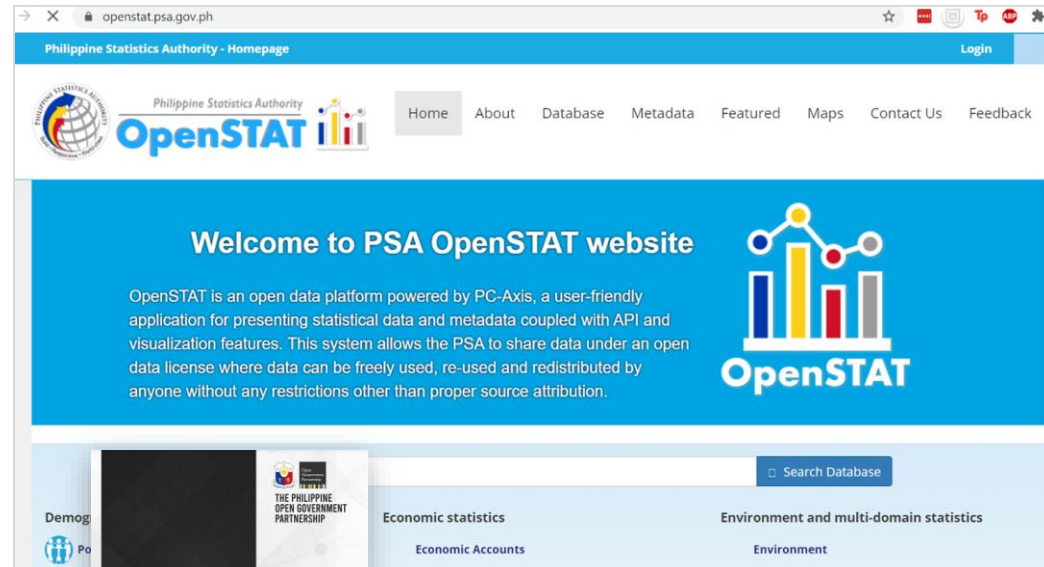 openstat.psa.gov.ph
Philippine Statistics Authority - Homepage
Login
Philippine Statistics Authority
OpenSTAT
Home About Database Metadata Featured Maps Contact Us Feedback
Welcome to PSA OpenSTAT website
OpenSTAT is an open data platform powered by PC-Axis, a user-friendly
application for presenting statistical data and metadata coupled with API and
visualization features. This system allows the PSA to share data under an open
data license where data can be freely used, re-used and redistributed by
anyone without any restrictions other than proper source attribution.
OpenSTAT
Search Database
THE PHILIPPINE
OPEN GOVERNMENT
PARTNERSHIP
Demog
Economic statistics
Environment and multi-domain statistics
Po
Economic Accounts
Environment